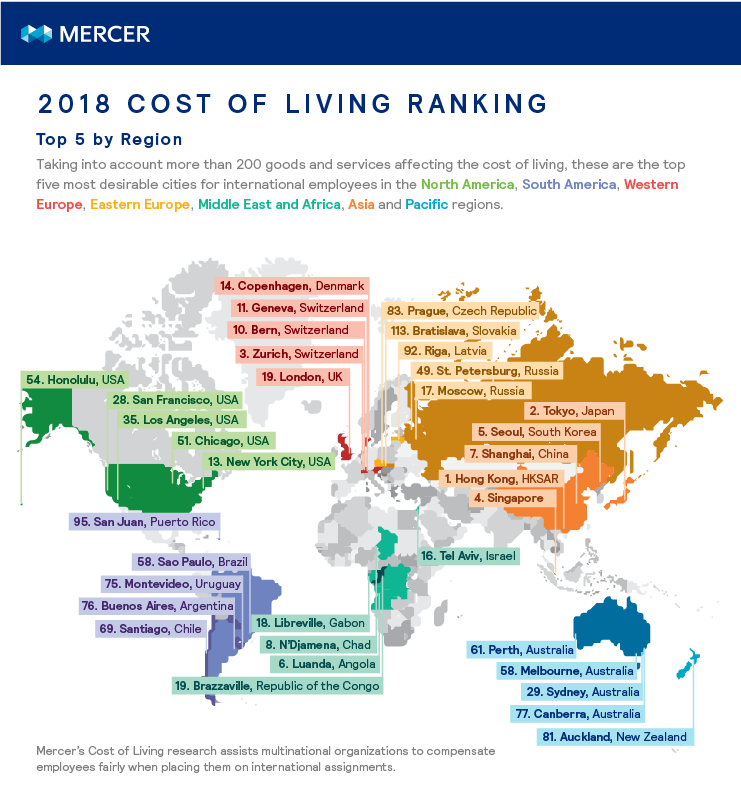 MERCER
2018 COST OF LIVING RANKING
Top 5 by Region
Taking into account more than 200 goods and services affecting the cost of living, these are the top
five most desirable cities for international employees in the North America, South America, Western
Europe, Eastern Europe, Middle East and Africa, Asia and Pacific regions.
14. Copenhagen, Denmark
11. Geneva, Switzerland
10. Bern, Switzerland
3. Zurich, Switzerland
19. London, UK
83. Prague, Czech Republic
113. Bratislava, Slovakia
92. Riga, Latvia
49. St. Petersburg, Russia
17. Moscow, Russia
2. Tokyo, Japan
5. Seoul, South Korea
7. Shanghai, China
1. Hong Kong, HKSAR
4. Singapore
54. Honolulu, USA
28. San Francisco, USA
35. Los Angeles, USA
51. Chicago, USA
13. New York City, USA
95. San Juan, Puerto Rico
58. Sao Paulo, Brazil
75. Montevideo, Uruguay
76. Buenos Aires, Argentina
69. Santiago, Chile
16. Tel Aviv, Israel
18. Libreville, Gabon
8. N'Djamena, Chad
6. Luanda, Angola
19. Brazzaville, Republic of the Congo
61. Perth, Australia
58. Melbourne, Australia
29. Sydney, Australia
77. Canberra, Australia
81. Auckland, New Zealand
Mercer's Cost of Living research assists multinational organizations to compensate
employees fairly when placing them on international assignments.